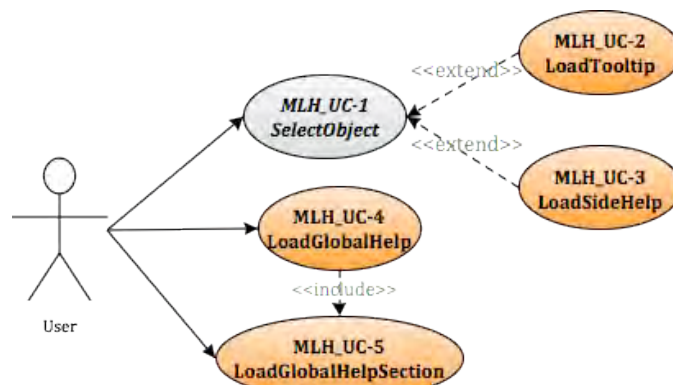 MLH_UC-2
LoadTooltip
<<extend>>
MLH_UC-1
SelectObject
<<extend>>
MLH_UC-3
LoadSideHelp
MLH_UC-4
LoadGlobalHelp
<<include>>
User
MLH_UC-5
LoadGlobalHelpSection